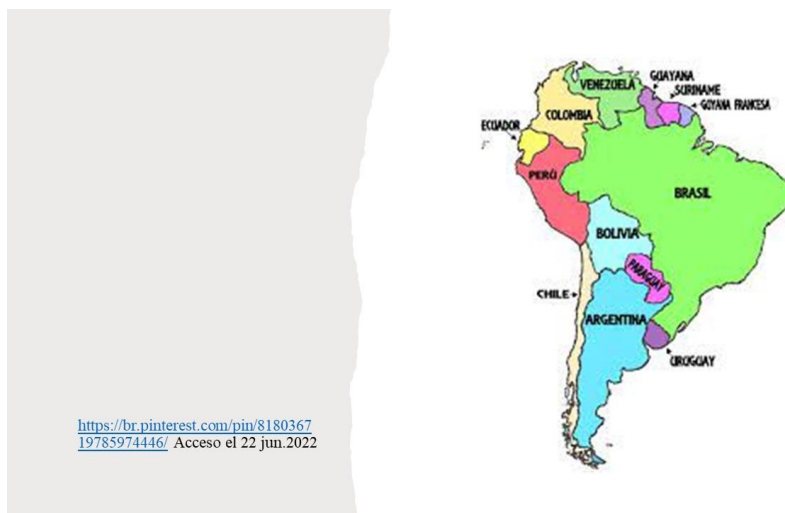 https://br.pinterest.com/pin/8180367
19785974446/ Acceso el 22 jun.2022
VENEZUELA
GUAYANA
SURINAME
GUYANA FRANCESA
COLOMBIA
ECUADOR
PERÚ
BRASIL
BOLIVIA
PARAGUAY
CHILE
ARGENTINA
URUGUAY